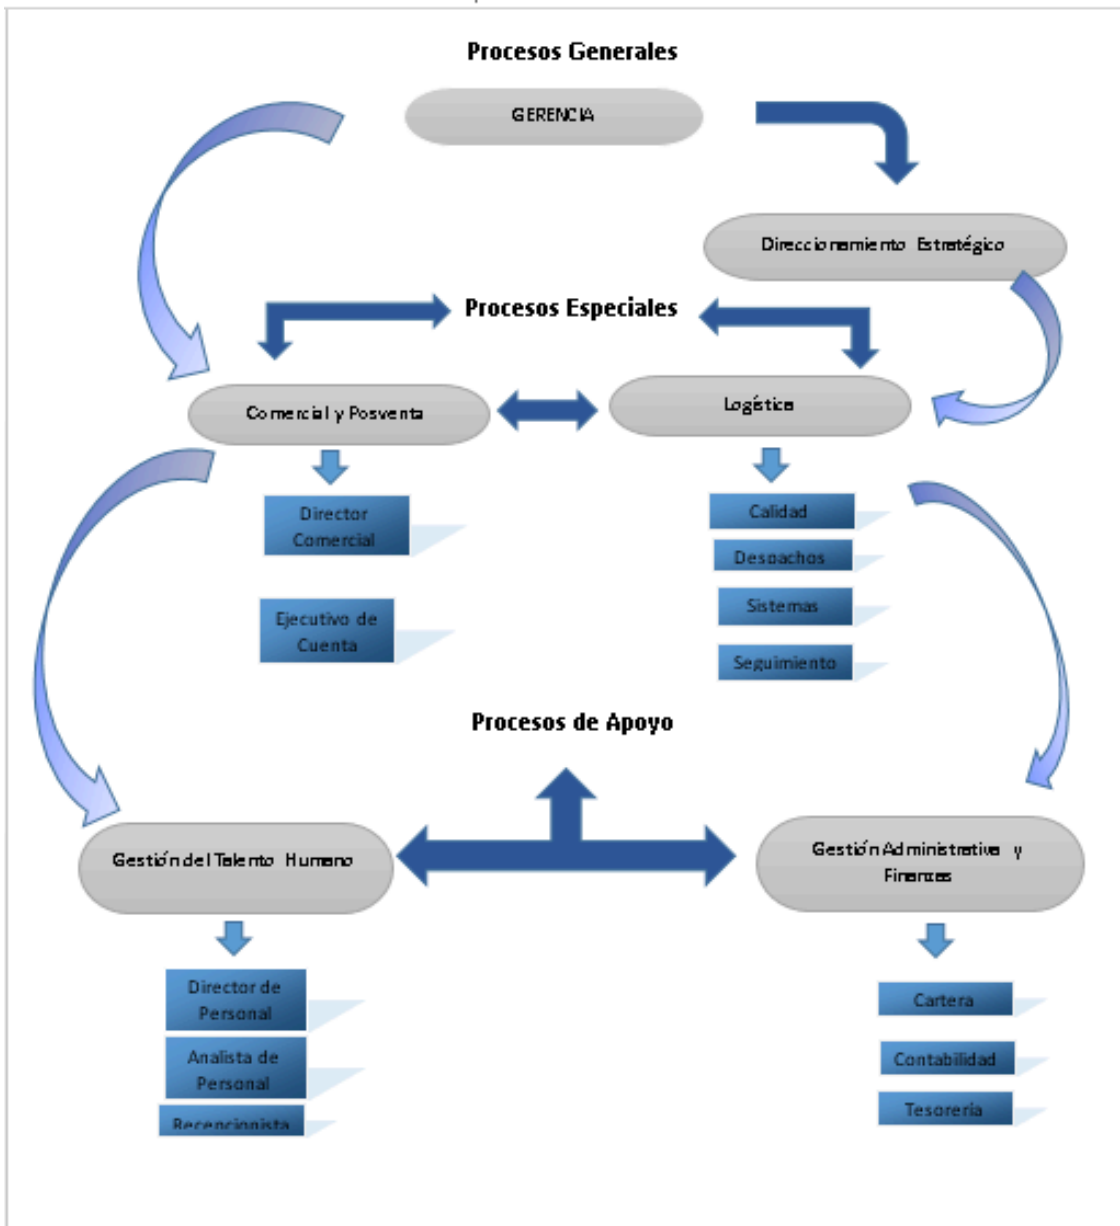 Procesos Generales
GERENCIA
Direccionamiento Estratégico
Procesos Especiales
Comercial y Posventa
Logística
Director
Comercial
Ejecutivo de
Cuenta
Calidad
Despachos
Sistemas
Seguimiento
Procesos de Apoyo
Gestión del Talento Humano
Gestión Administrativa y
Finanzas
Director de
Personal
Analista de
Personal
Recepcionista
Cartera
Contabilidad
Tesorería